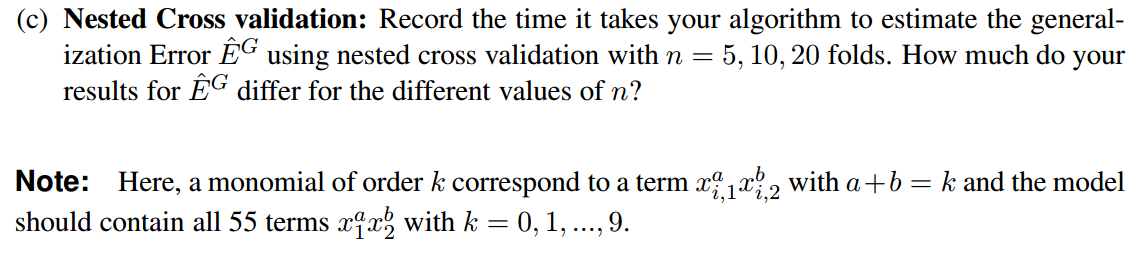 (c) Nested Cross validation: Record the time it takes your algorithm to estimate the general-
ization Error Ê^G using nested cross validation with n = 5, 10, 20 folds. How much do your
results for Ê^G differ for the different values of n?
Note: Here, a monomial of order k correspond to a term x_{i,1}^a x_{i,2}^b with a+b = k and the model
should contain all 55 terms x_1^a x_2^b with k = 0, 1, ..., 9.